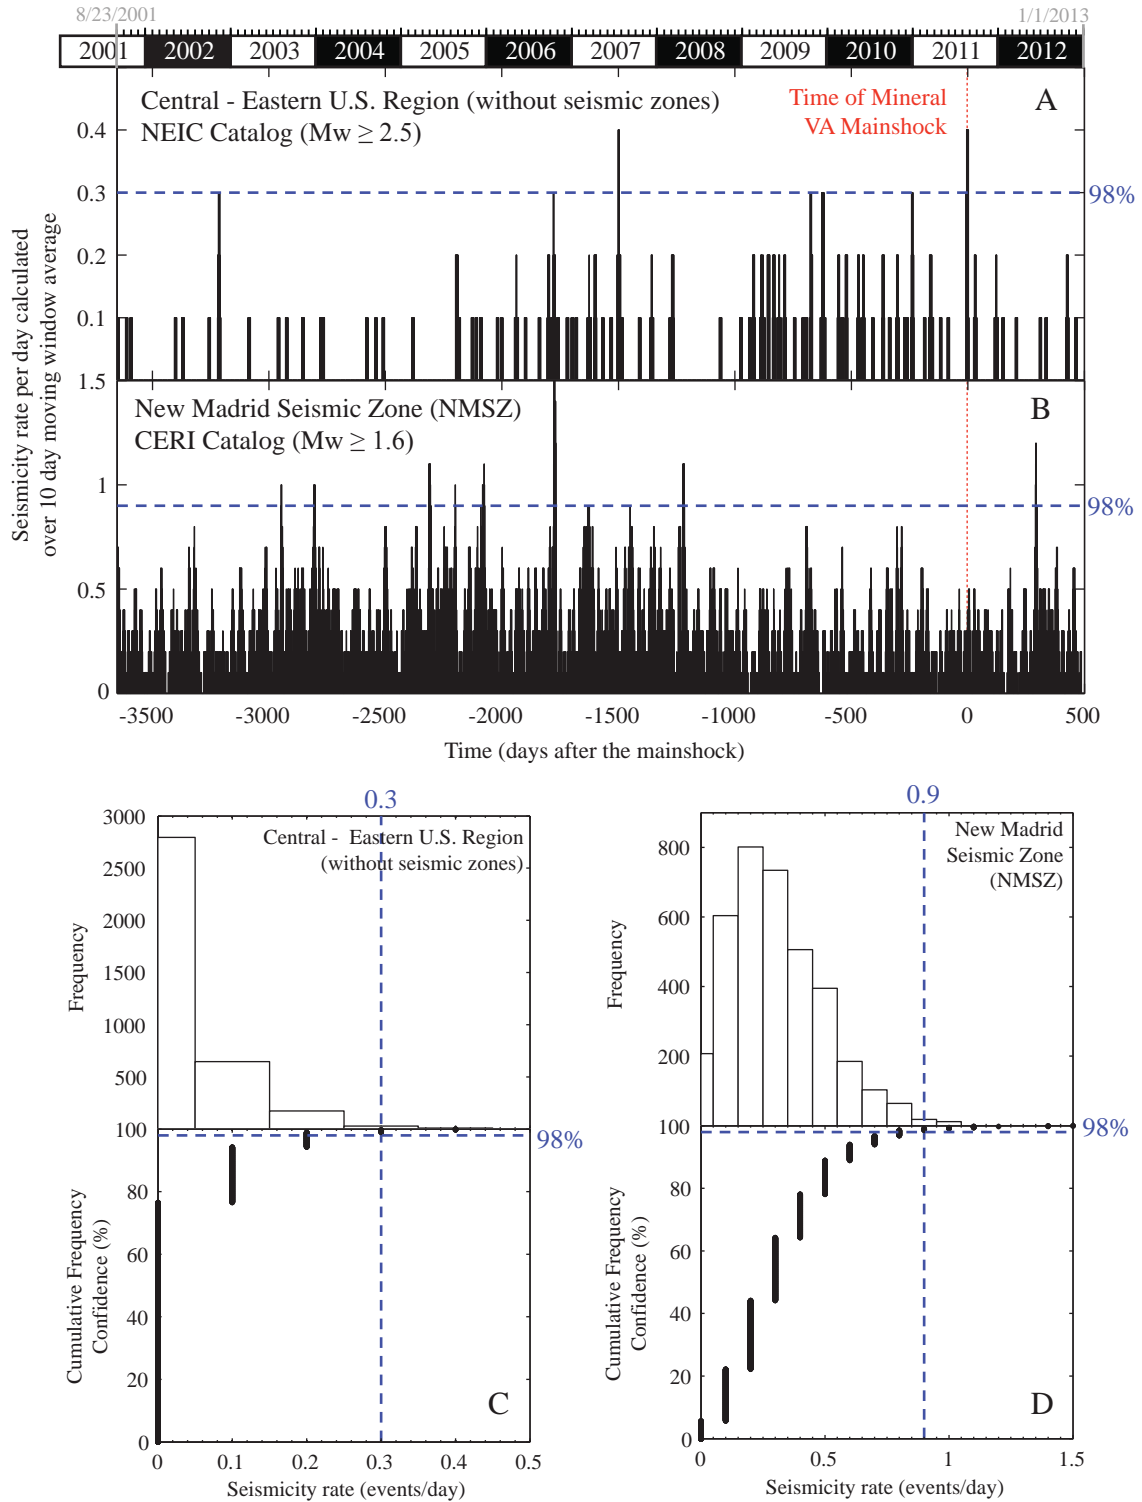 8/23/2001
1/1/2013
2001 2002 2003 2004 2005 2006 2007 2008 2009 2010 2011 2012
Central - Eastern U.S. Region (without seismic zones)
NEIC Catalog (Mw ≥ 2.5)
Time of Mineral
VA Mainshock
A
0.4
0.3
98%
0.2
0.1
1.5
New Madrid Seismic Zone (NMSZ)
CERI Catalog (Mw ≥ 1.6)
B
1
98%
0.5
0
Seismicity rate per day calculated
over 10 day moving window average
-3500 -3000 -2500 -2000 -1500 -1000 -500 0 500
Time (days after the mainshock)
0.3
3000
2500
2000
1500
1000
500
Frequency
Central - Eastern U.S. Region
(without seismic zones)
100
98%
80
60
40
20
0
Cumulative Frequency
Confidence (%)
C
0 0.1 0.2 0.3 0.4 0.5
Seismicity rate (events/day)
0.9
800
600
400
200
Frequency
New Madrid
Seismic Zone
(NMSZ)
100
98%
80
60
40
20
0
Cumulative Frequency
Confidence (%)
D
0 0.5 1 1.5
Seismicity rate (events/day)